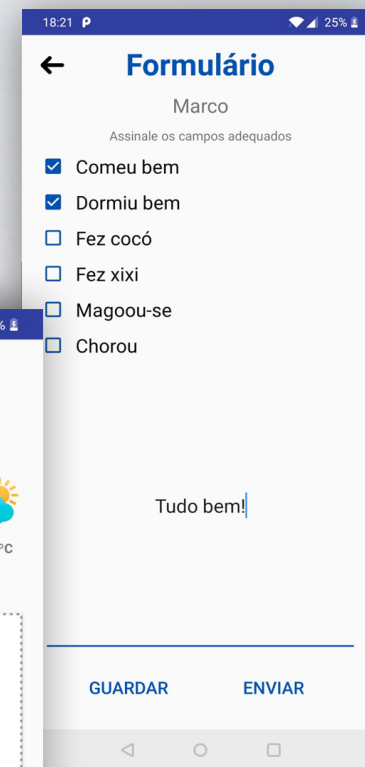 18:21 P 25%
Formulário
Marco
Assinale os campos adequados
Comeu bem
Dormiu bem
Fez cocó
Fez xixi
Magoou-se
Chorou
%
Tudo bem!
ºC
GUARDAR ENVIAR